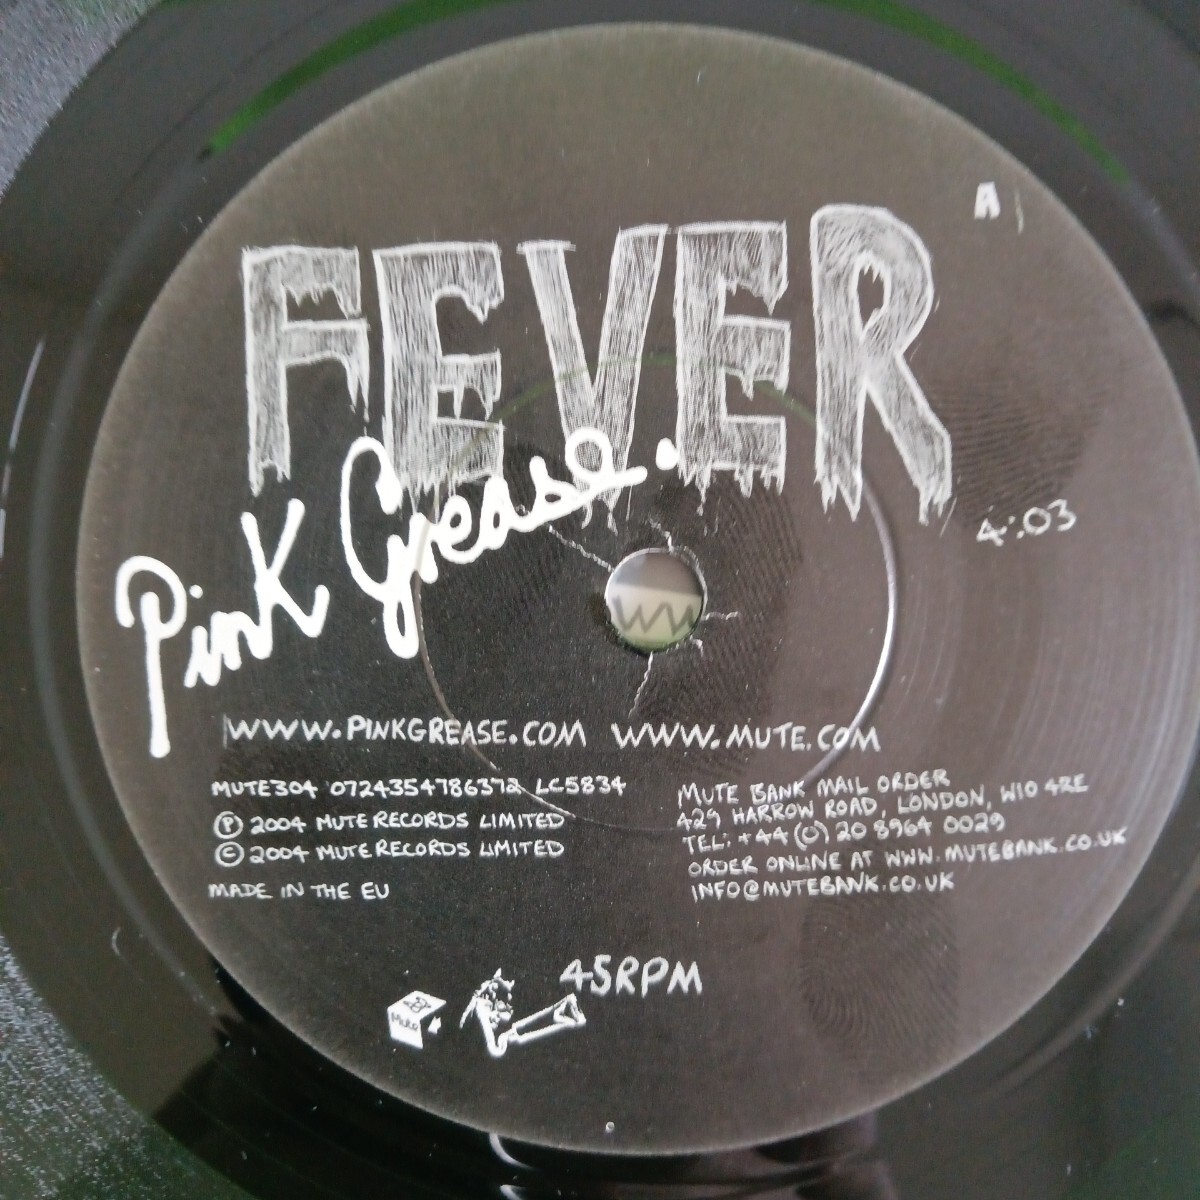 A
FEVER
Pink Grease.
4:03
WWW.PINKGREASE.COM WWW.MUTE.COM
MUTE304 0724354786372 LC5834
Ⓟ 2004 MUTE RECORDS LIMITED
© 2004 MUTE RECORDS LIMITED
MADE IN THE EU
MUTE BANK MAIL ORDER
429 HARROW ROAD, LONDON, W10 4RE
TEL: +44 (0) 20 8964 0029
ORDER ONLINE AT WWW.MUTEBANK.CO.UK
INFO@MUTEBANK.CO.UK
45RPM
Mute
WW